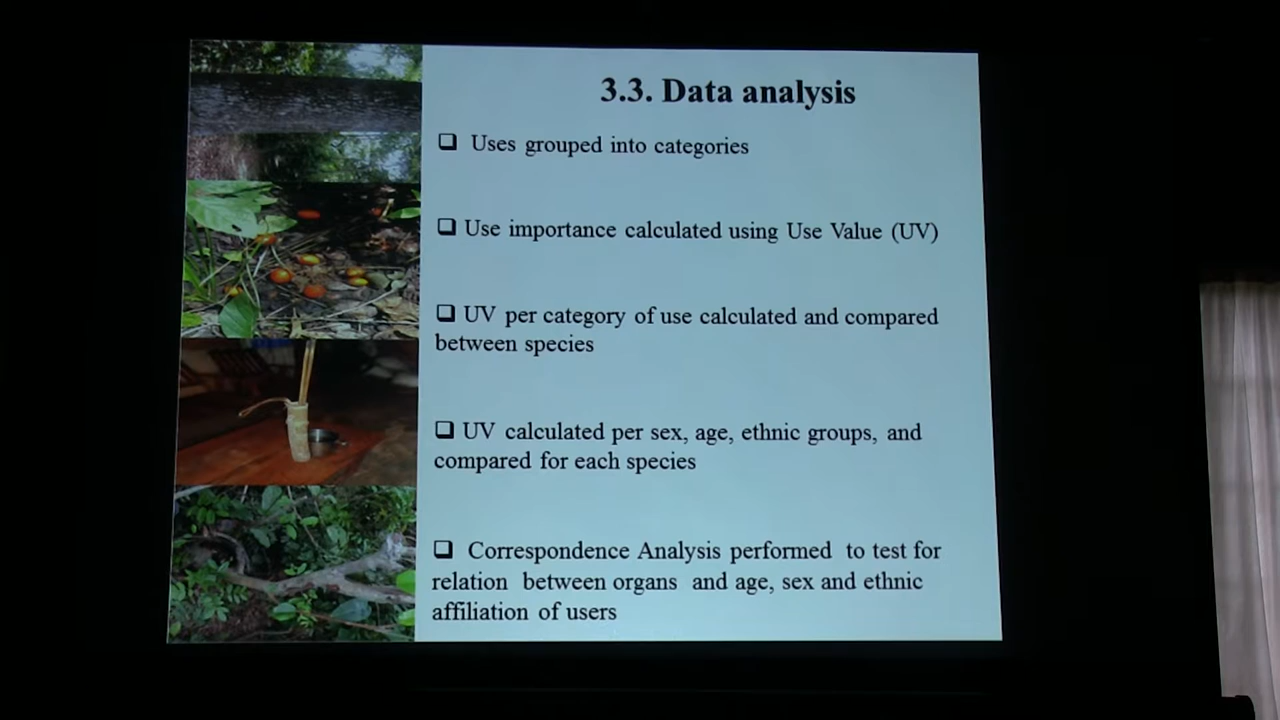 3.3. Data analysis
❑ Uses grouped into categories
❑ Use importance calculated using Use Value (UV)
❑ UV per category of use calculated and compared
between species
❑ UV calculated per sex, age, ethnic groups, and
compared for each species
❑ Correspondence Analysis performed to test for
relation between organs and age, sex and ethnic
affiliation of users